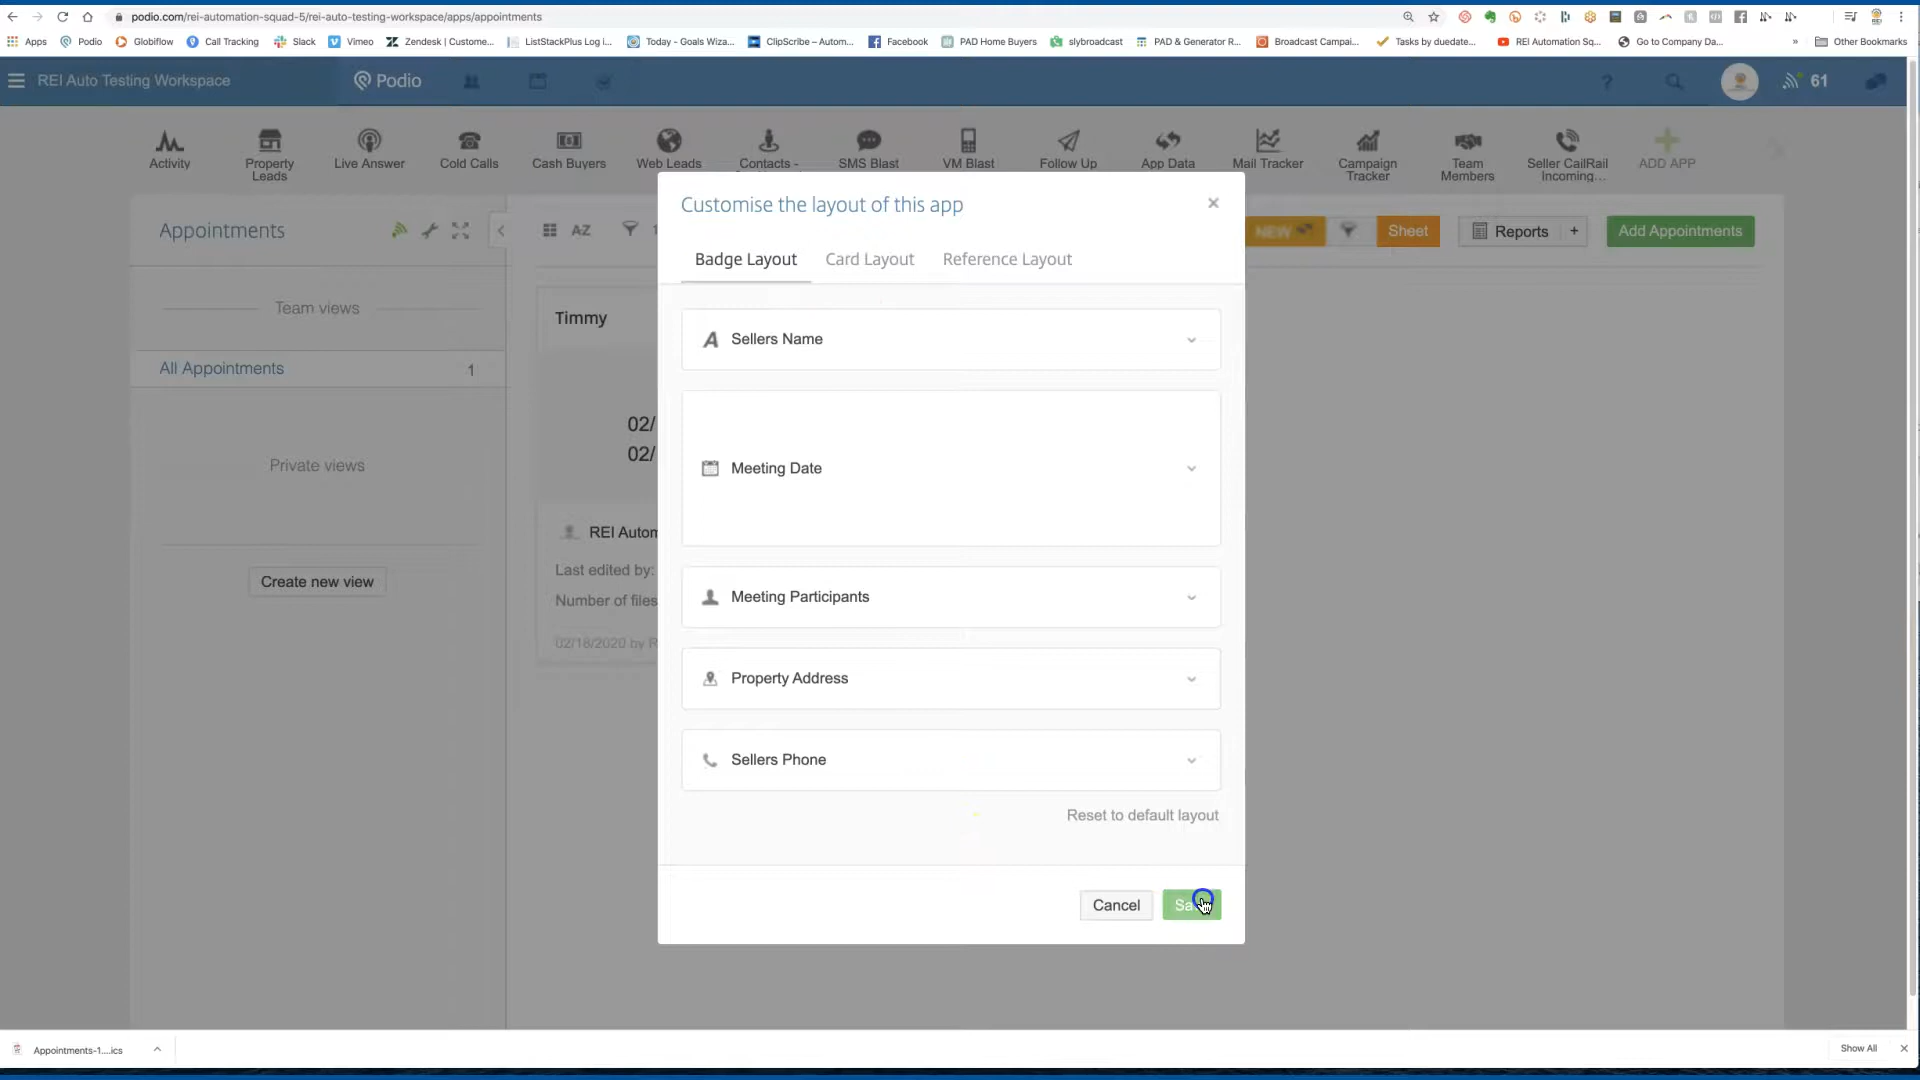 podio.com/rei-automation-squad-5/rei-auto-testing-workspace/apps/appointments
Apps Podio Globiflow Call Tracking Slack Vimeo Zendesk (Custome... ListStackPlus Log i... Today - Goals Wiza... ClipScribe – Autom... Facebook PAD Home Buyers slybroadcast PAD & Generator R... Broadcast Campai... Tasks by duedate... REI Automation Sq... Go to Company Da... » Other Bookmarks
REI Auto Testing Workspace Podio ? 61
Activity Property Leads Live Answer Cold Calls Cash Buyers Web Leads Contacts - SMS Blast VM Blast Follow Up App Data Mail Tracker Campaign Tracker Team Members Seller CallRail Incoming... ADD APP
Customise the layout of this app
Appointments AZ NEW Sheet Reports + Add Appointments
Badge Layout Card Layout Reference Layout
Team views
Timmy
Sellers Name
All Appointments 1
02/
02/
Meeting Date
Private views
REI Autom
Last edited by:
Create new view
Number of files
Meeting Participants
02/18/2020 by R
Property Address
Sellers Phone
Reset to default layout
Cancel Sa
Appointments-1....ics Show All